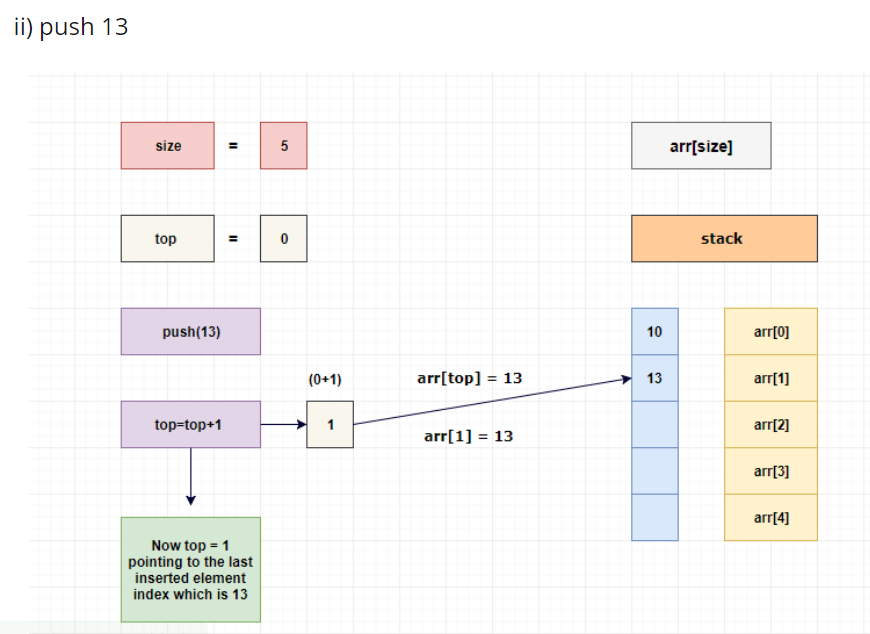 ii) push 13
size = 5
arr[size]
top = 0
stack
push(13)
10
arr[0]
(0+1)
arr[top] = 13
13
arr[1]
top=top+1
1
arr[1] = 13
arr[2]
arr[3]
arr[4]
Now top = 1
pointing to the last
inserted element
index which is 13